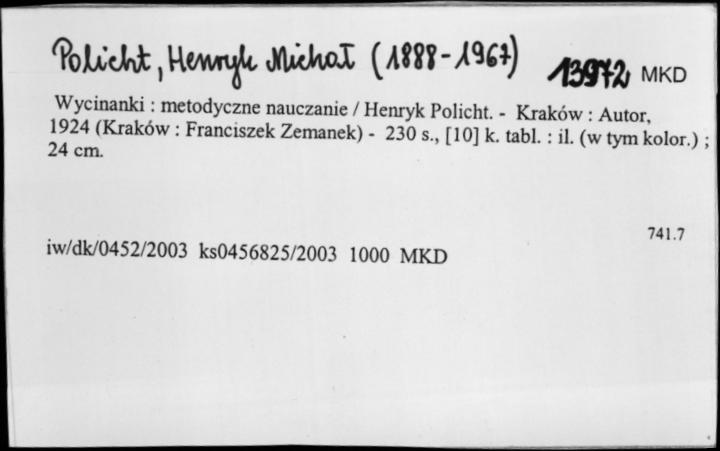 Policht, Henryk Michał (1888-1967) 13972 MKD
Wycinanki : metodyczne nauczanie / Henryk Policht. - Kraków : Autor,
1924 (Kraków : Franciszek Zemanek) - 230 s., [10] k. tabl. : il. (w tym kolor.) ;
24 cm.
741.7
iw/dk/0452/2003 ks0456825/2003 1000 MKD